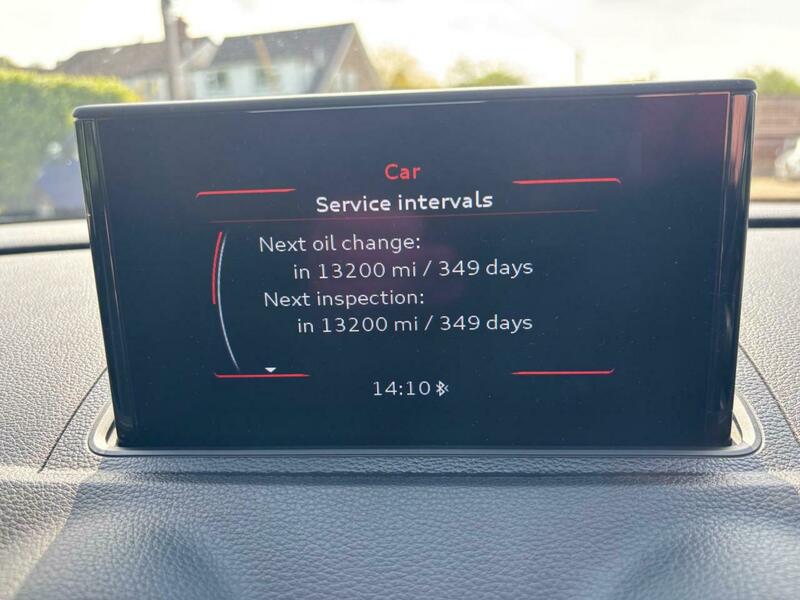 Car
Service intervals
Next oil change:
in 13200 mi / 349 days
Next inspection:
in 13200 mi / 349 days
14:10